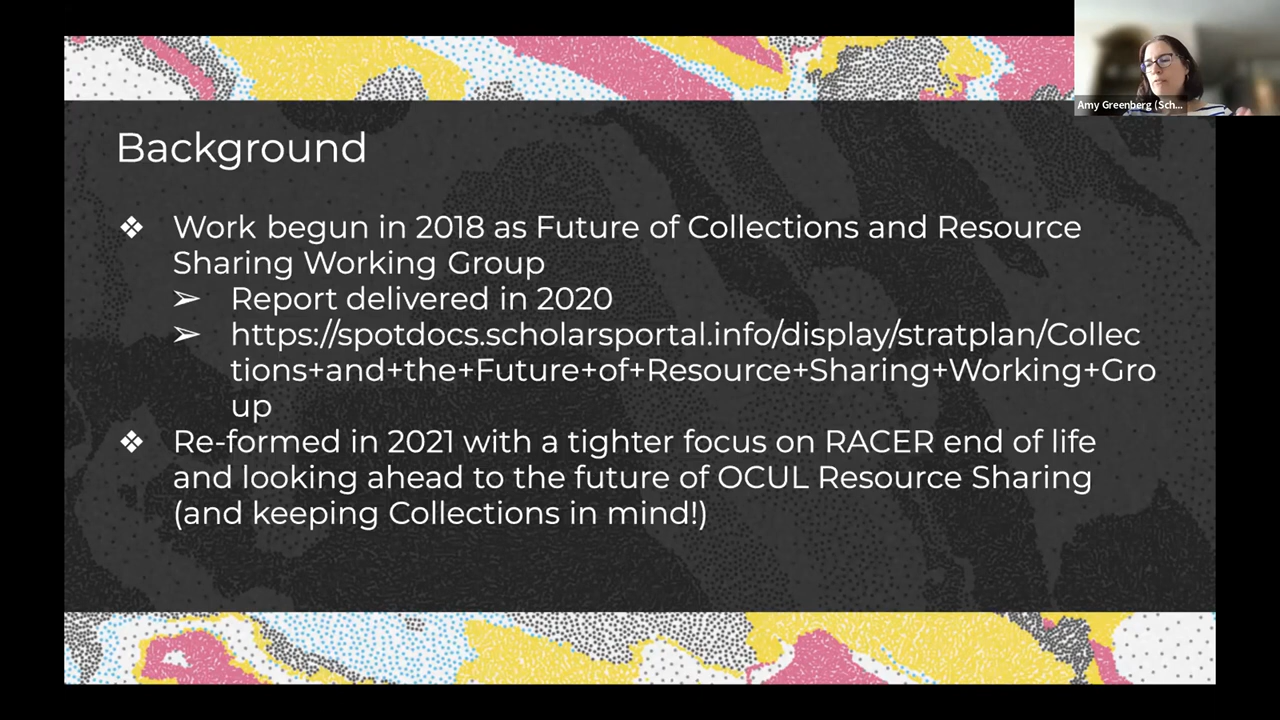 Amy Greenberg (Sch...
Background
❖ Work begun in 2018 as Future of Collections and Resource
Sharing Working Group
➢ Report delivered in 2020
➢ https://spotdocs.scholarsportal.info/display/stratplan/Collec
tions+and+the+Future+of+Resource+Sharing+Working+Gro
up
❖ Re-formed in 2021 with a tighter focus on RACER end of life
and looking ahead to the future of OCUL Resource Sharing
(and keeping Collections in mind!)